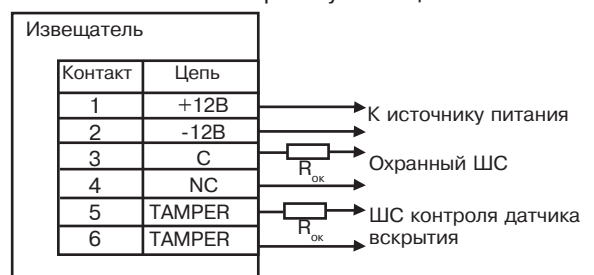 Извещатель
Контакт Цепь
1 +12В
2 -12В
3 С
4 NC
5 TAMPER
6 TAMPER
К источнику питания
Rок
Охранный ШС
Rок
ШС контроля датчика
вскрытия